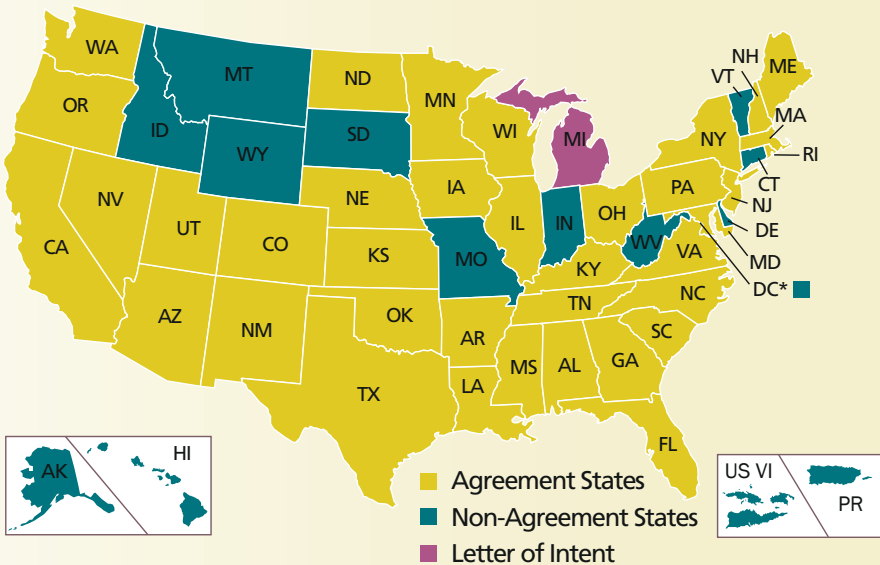 WA
MT
ND
MN
OR
ID
SD
WY
WI
MI
NY
VT
NH
ME
MA
RI
CT
NJ
DE
MD
DC*
NV
NE
IA
PA
UT
CO
IL
IN
OH
WV
VA
CA
KS
MO
KY
NC
AZ
NM
OK
TN
AR
SC
MS
AL
GA
TX
LA
FL
AK
HI
US VI
PR
Agreement States
Non-Agreement States
Letter of Intent